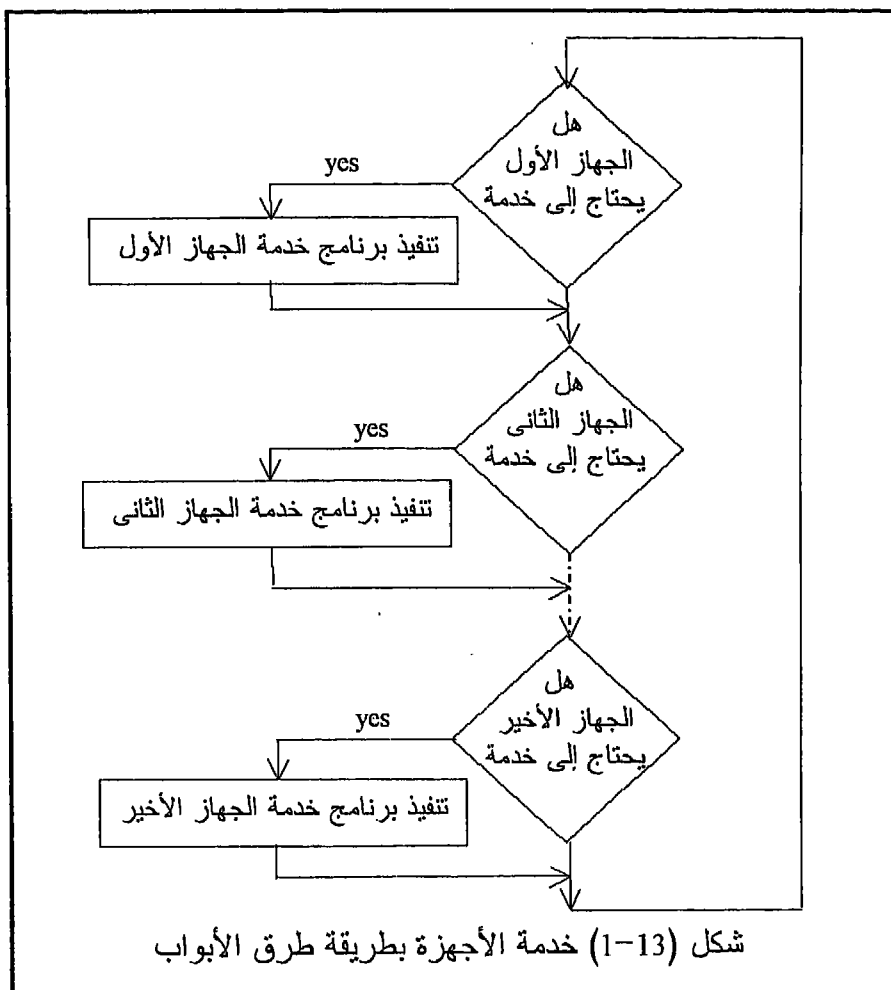 هل
الجهاز الأول
يحتاج إلى خدمة
yes
تنفيذ برنامج خدمة الجهاز الأول
هل
الجهاز الثانى
يحتاج إلى خدمة
yes
تنفيذ برنامج خدمة الجهاز الثانى
هل
الجهاز الأخير
يحتاج إلى خدمة
yes
تنفيذ برنامج خدمة الجهاز الأخير
شكل (13-1) خدمة الأجهزة بطريقة طرق الأبواب